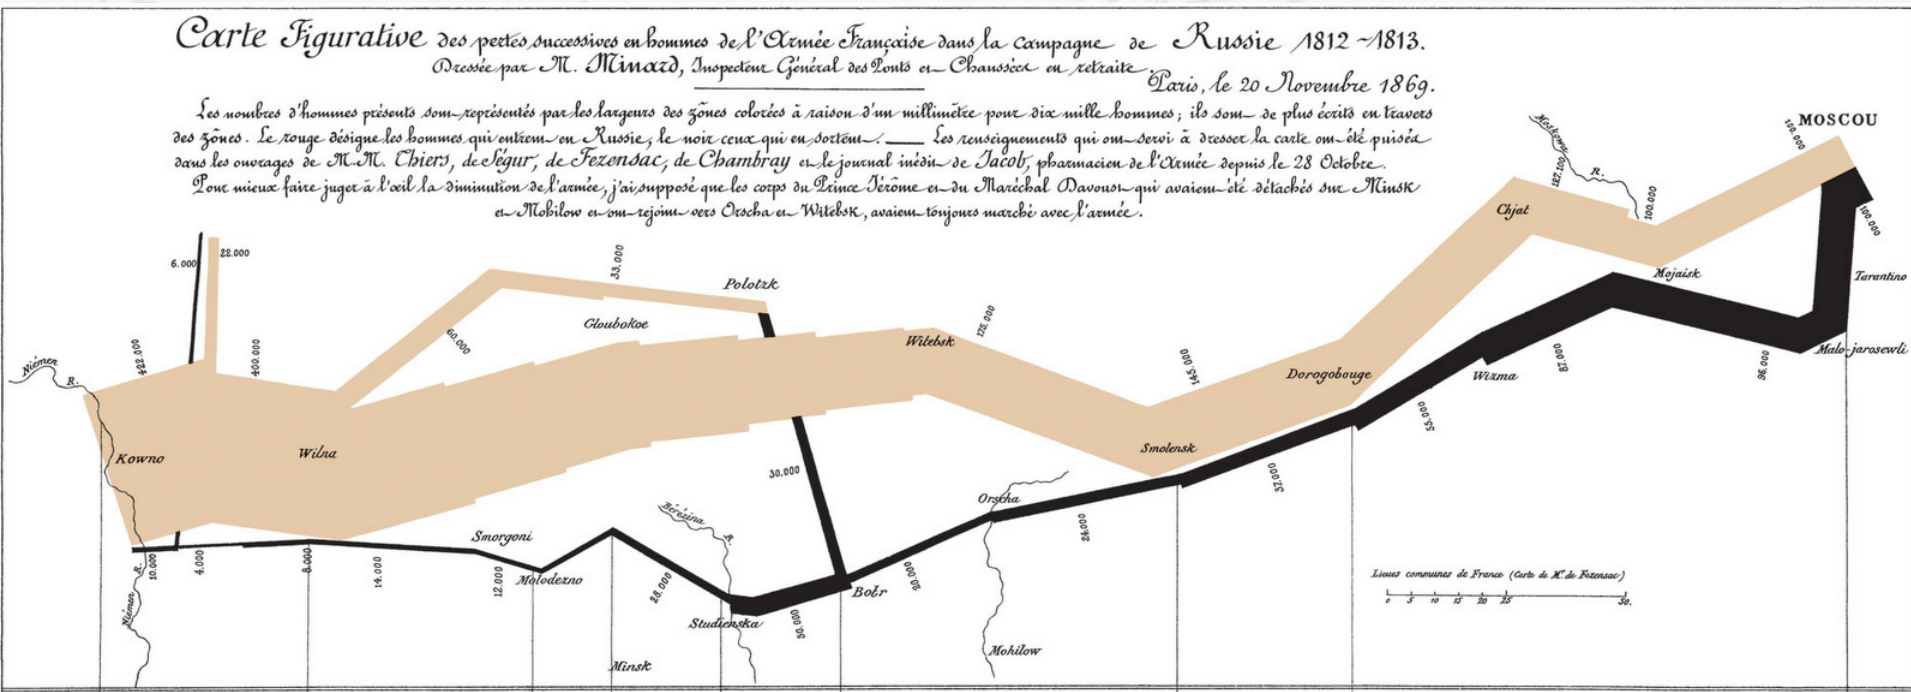 Carte Figurative des pertes successives en hommes de l'Armée Française dans la campagne de Russie 1812~1813.
Dressée par M. Minard, Inspecteur Général des Ponts et Chaussées en retraite.
Paris, le 20 Novembre 1869.
Les nombres d'hommes présents sont représentés par les largeurs des zônes colorées à raison d'un millimètre pour dix mille hommes; ils sont de plus écrits en travers
des zônes. Le rouge désigne les hommes qui entrent en Russie, le noir ceux qui en sortent. — Les renseignements qui ont servi à dresser la carte ont été puisés
dans les ouvrages de M.M. Thiers, de Ségur, de Fezensac, de Chambray et le journal inédit de Jacob, pharmacien de l'Armée depuis le 28 Octobre.
Pour mieux faire juger à l'œil la diminution de l'armée, j'ai supposé que les corps du Prince Jérôme et du Maréchal Davoust qui avaient été détachés sur Minsk
et Mohilow et ont rejoint vers Orscha et Witebsk, avaient toujours marché avec l'armée.
MOSCOU
100.000
Moskowa
R.
127.100
100.000
Chjat
100.000
Mojaisk
Tarantino
Malo-jarosewli
6.000
22.000
33.000
Polotzk
Gloubokoe
60.000
175.000
Witebsk
Niémen
R.
422.000
400.000
145.000
Dorogobouge
Wizma
87.000
96.000
55.000
Kowno
Wilna
Smolensk
37.000
30.000
Orscha
24.000
Bérézina
R.
Smorgoni
10.000
4.000
8.000
14.000
12.000
Molodezno
28.000
Studienska
50.000
Bobr
20.000
R.
Niémen
Minsk
Mohilow
Lieues communes de France (Carte de Mr. de Fezensac)
0 5 10 15 20 25 50.